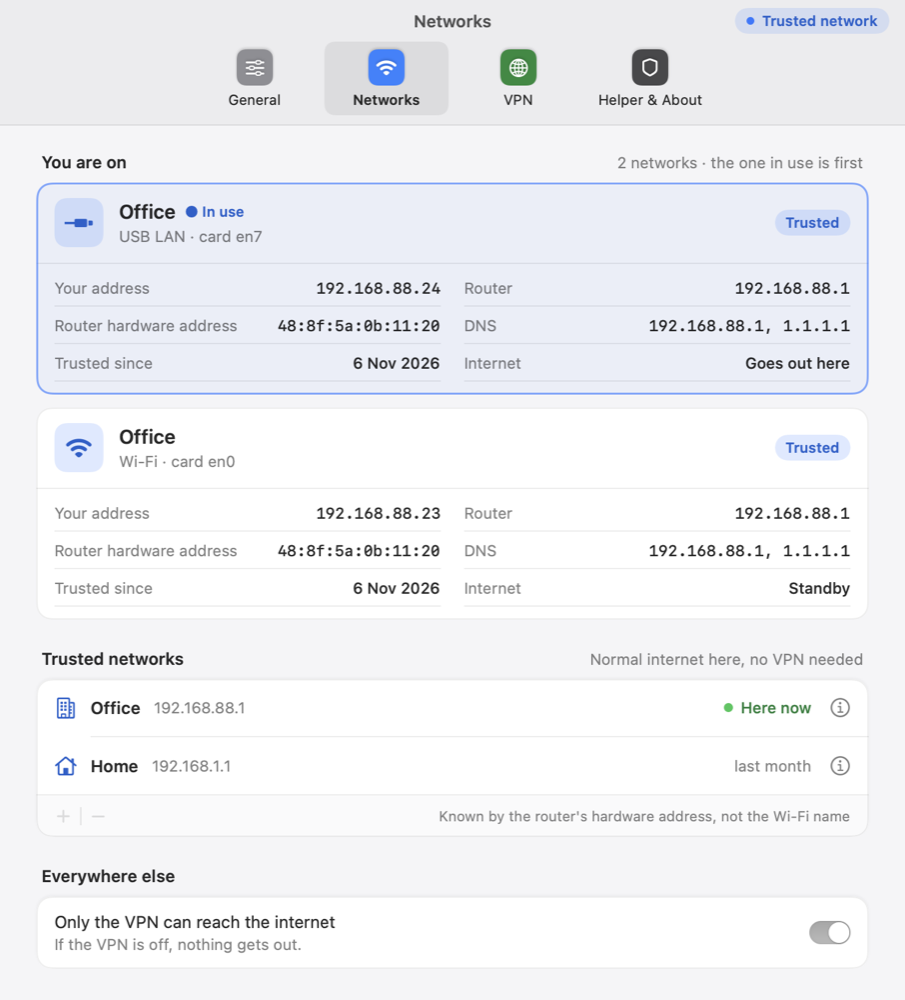 Networks
Trusted network
General
Networks
VPN
Helper & About
You are on
2 networks · the one in use is first
Office
In use
USB LAN · card en7
Trusted
Your address 192.168.88.24
Router 192.168.88.1
Router hardware address 48:8f:5a:0b:11:20
DNS 192.168.88.1, 1.1.1.1
Trusted since 6 Nov 2026
Internet Goes out here
Office
Wi-Fi · card en0
Trusted
Your address 192.168.88.23
Router 192.168.88.1
Router hardware address 48:8f:5a:0b:11:20
DNS 192.168.88.1, 1.1.1.1
Trusted since 6 Nov 2026
Internet Standby
Trusted networks
Normal internet here, no VPN needed
Office 192.168.88.1
Here now
Home 192.168.1.1
last month
Known by the router's hardware address, not the Wi-Fi name
Everywhere else
Only the VPN can reach the internet
If the VPN is off, nothing gets out.